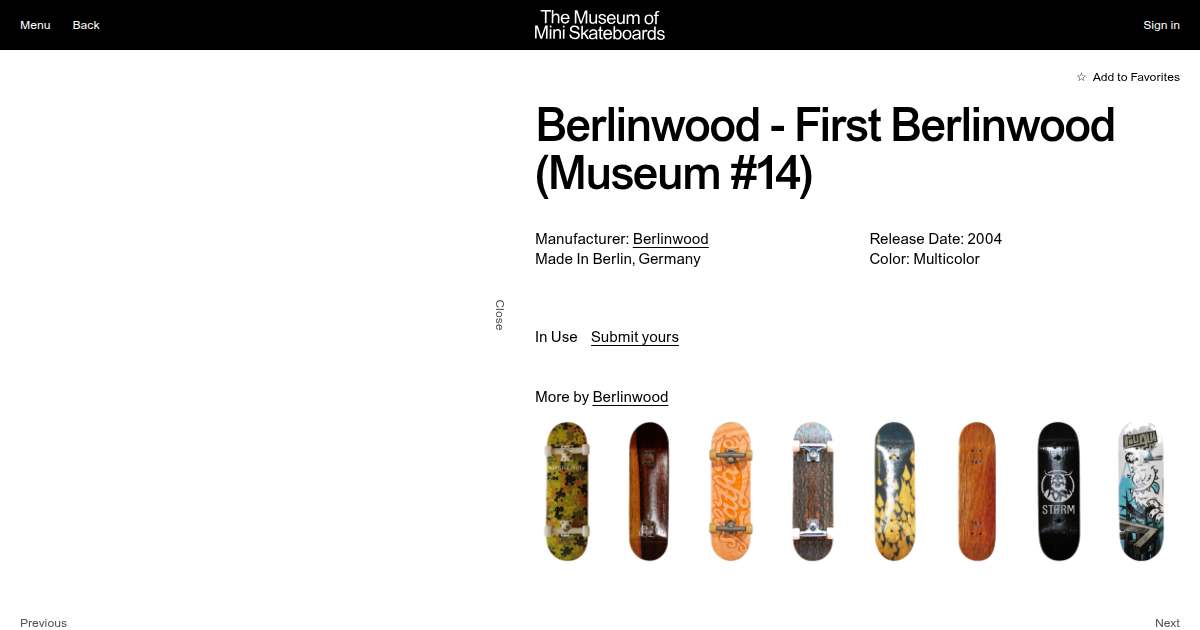 Menu
Back
The Museum of
Mini Skateboards
Sign in
☆ Add to Favorites
Berlinwood - First Berlinwood
(Museum #14)
Manufacturer: Berlinwood
Made In Berlin, Germany
Release Date: 2004
Color: Multicolor
Close
In Use
Submit yours
More by Berlinwood
STHRM
Previous
Next